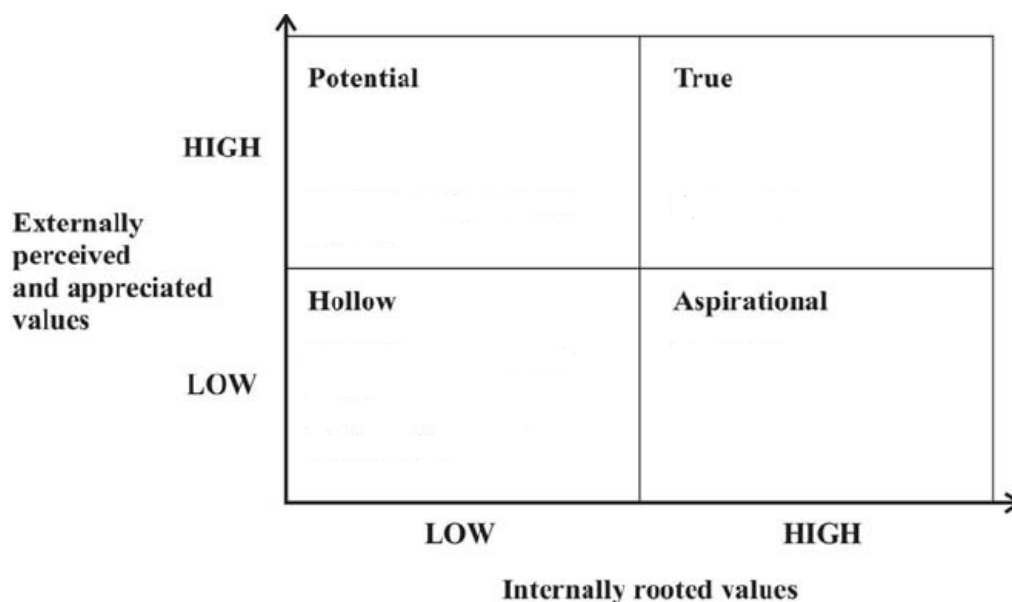 Potential
True
HIGH
Externally
perceived
and appreciated
values
Hollow
Aspirational
LOW
LOW
HIGH
Internally rooted values